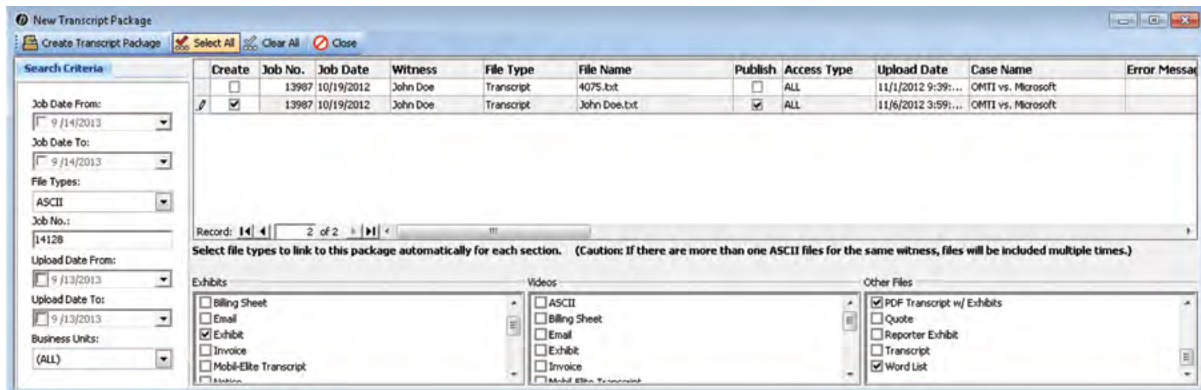 New Transcript Package
Create Transcript Package Select All Clear All Close
Search Criteria
Job Date From:
9/14/2013
Job Date To:
9/14/2013
File Types:
ASCII
Job No.:
14128
Upload Date From:
9/13/2013
Upload Date To:
9/13/2013
Business Units:
(ALL)
Create Job No. Job Date Witness File Type File Name Publish Access Type Upload Date Case Name Error Messag
13987 10/19/2012 John Doe Transcript 4075.txt ALL 11/1/2012 9:39:... OMTI vs. Microsoft
13987 10/19/2012 John Doe Transcript John Doe.txt ALL 11/6/2012 3:59:... OMTI vs. Microsoft
Record: 2 of 2
Select file types to link to this package automatically for each section. (Caution: If there are more than one ASCII files for the same witness, files will be included multiple times.)
Exhibits
Billing Sheet
Email
Exhibit
Invoice
Mobil-Elite Transcript
Notice
Videos
ASCII
Billing Sheet
Email
Exhibit
Invoice
Mobil-Elite Transcript
Other Files
PDF Transcript w/ Exhibits
Quote
Reporter Exhibit
Transcript
Word List